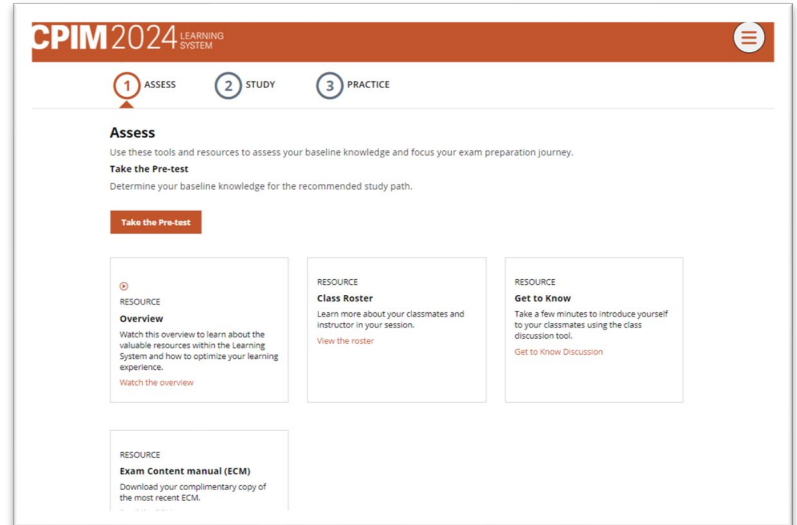 CPIM 2024 LEARNING
SYSTEM
1 ASSESS 2 STUDY 3 PRACTICE
Assess
Use these tools and resources to assess your baseline knowledge and focus your exam preparation journey.
Take the Pre-test
Determine your baseline knowledge for the recommended study path.
Take the Pre-test
RESOURCE
Overview
Watch this overview to learn about the
valuable resources within the Learning
System and how to optimize your learning
experience.
Watch the overview
RESOURCE
Class Roster
Learn more about your classmates and
instructor in your session.
View the roster
RESOURCE
Get to Know
Take a few minutes to introduce yourself
to your classmates using the class
discussion tool.
Get to Know Discussion
RESOURCE
Exam Content manual (ECM)
Download your complimentary copy of
the most recent ECM.